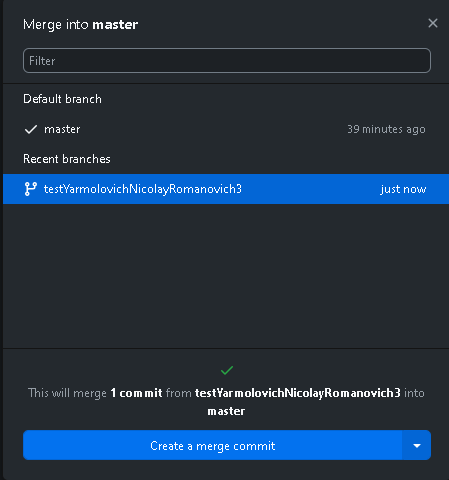 Merge into master
Filter
Default branch
master 39 minutes ago
Recent branches
testYarmolovichNicolayRomanovich3 just now
This will merge 1 commit from testYarmolovichNicolayRomanovich3 into
master
Create a merge commit